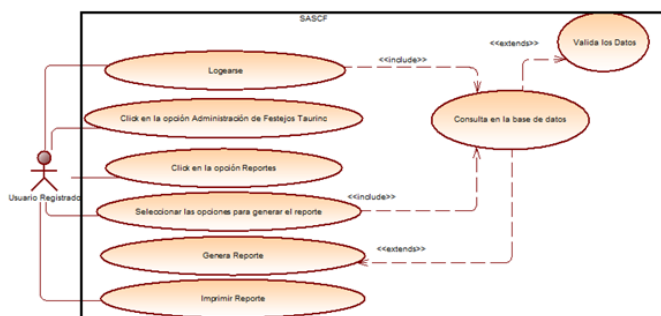 SASCF
Valida los Datos
<<extends>>
Logearse
<<include>>
Click en la opción Administración de Festejos Taurino
Consulta en la base de datos
Click en la opción Reportes
Usuario Registrado
<<include>>
Seleccionar las opciones para generar el reporte
<<extends>>
Genera Reporte
Imprimir Reporte